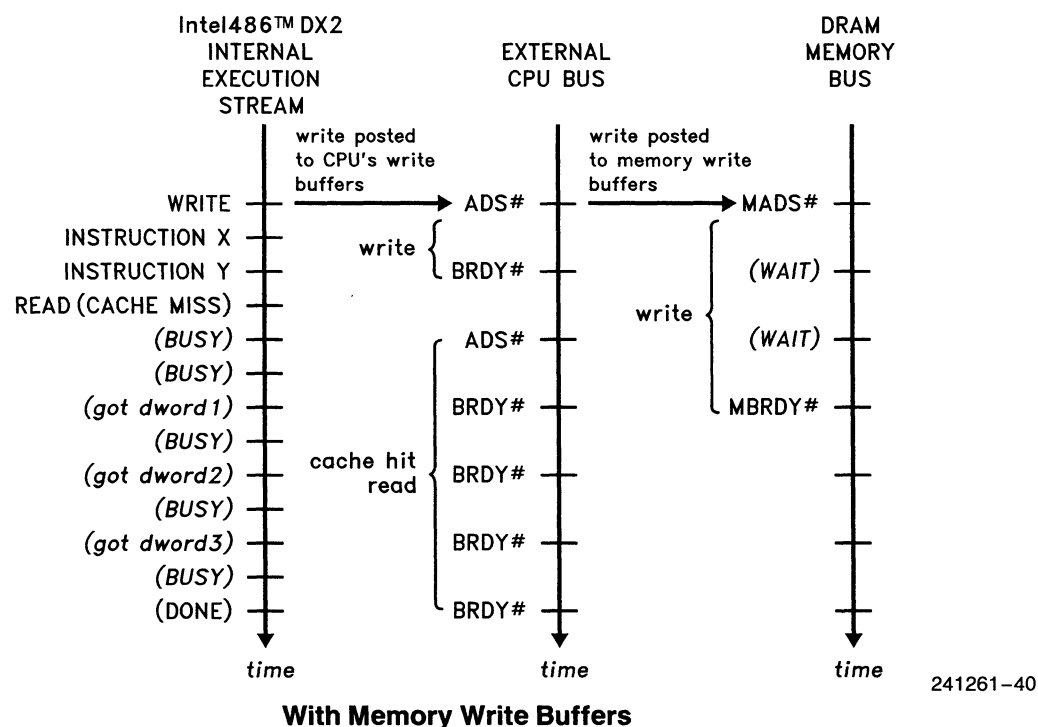 Intel486™ DX2
INTERNAL
EXECUTION
STREAM
EXTERNAL
CPU BUS
DRAM
MEMORY
BUS
write posted
to CPU's write
buffers
write posted
to memory write
buffers
WRITE
INSTRUCTION X
INSTRUCTION Y
READ (CACHE MISS)
(BUSY)
(BUSY)
(got dword1)
(BUSY)
(got dword2)
(BUSY)
(got dword3)
(BUSY)
(DONE)
time
ADS#
write
BRDY#
ADS#
BRDY#
cache hit
read
BRDY#
BRDY#
BRDY#
time
MADS#
(WAIT)
write
(WAIT)
MBRDY#
time
241261-40
With Memory Write Buffers